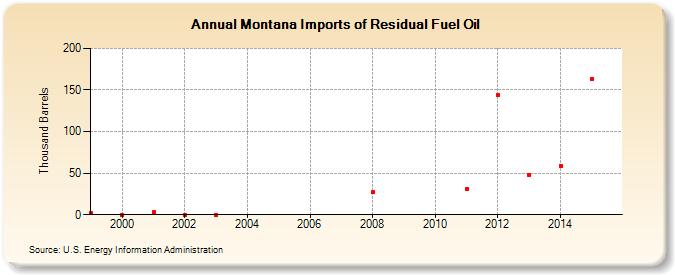 Annual Montana Imports of Residual Fuel Oil
Thousand Barrels
200
150
100
50
0
2000 2002 2004 2006 2008 2010 2012 2014
Source: U.S. Energy Information Administration